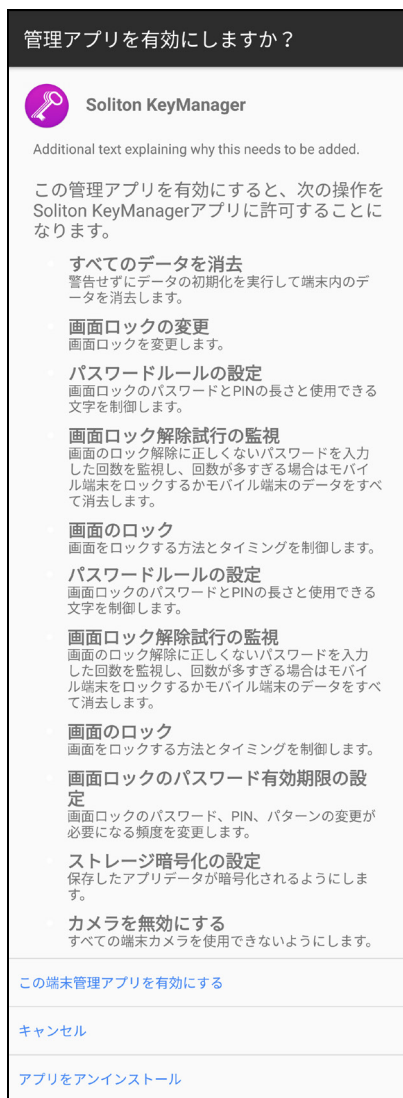 管理アプリを有効にしますか？
Soliton KeyManager
Additional text explaining why this needs to be added.
この管理アプリを有効にすると、次の操作を
Soliton KeyManagerアプリに許可することに
なります。
すべてのデータを消去
警告せずにデータの初期化を実行して端末内のデ
ータを消去します。
画面ロックの変更
画面ロックを変更します。
パスワードルールの設定
画面ロックのパスワードとPINの長さと使用できる
文字を制御します。
画面ロック解除試行の監視
画面のロック解除に正しくないパスワードを入力
した回数を監視し、回数が多すぎる場合はモバイ
ル端末をロックするかモバイル端末のデータをすべ
て消去します。
画面のロック
画面をロックする方法とタイミングを制御します。
パスワードルールの設定
画面ロックのパスワードとPINの長さと使用できる
文字を制御します。
画面ロック解除試行の監視
画面のロック解除に正しくないパスワードを入力
した回数を監視し、回数が多すぎる場合はモバイ
ル端末をロックするかモバイル端末のデータをすべ
て消去します。
画面のロック
画面をロックする方法とタイミングを制御します。
画面ロックのパスワード有効期限の設
定
画面ロックのパスワード、PIN、パターンの変更が
必要になる頻度を変更します。
ストレージ暗号化の設定
保存したアプリデータが暗号化されるようにしま
す。
カメラを無効にする
すべての端末カメラを使用できないようにします。
この端末管理アプリを有効にする
キャンセル
アプリをアンインストール